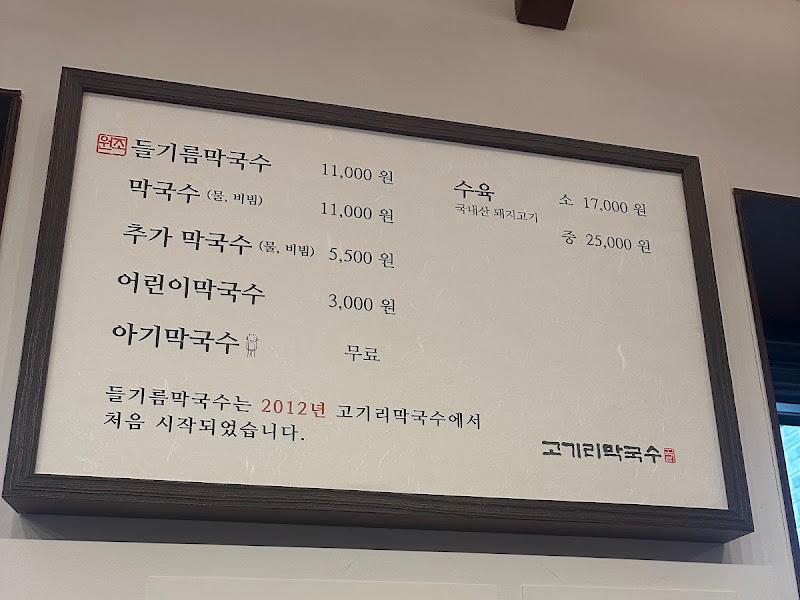 원조 들기름막국수 11,000 원
막국수 (물, 비빔) 11,000 원
추가 막국수 (물, 비빔) 5,500 원
어린이막국수 3,000 원
아기막국수 무료
수육 소 17,000 원
국내산 돼지고기
중 25,000 원
들기름막국수는 2012년 고기리막국수에서
처음 시작되었습니다.
고기리막국수